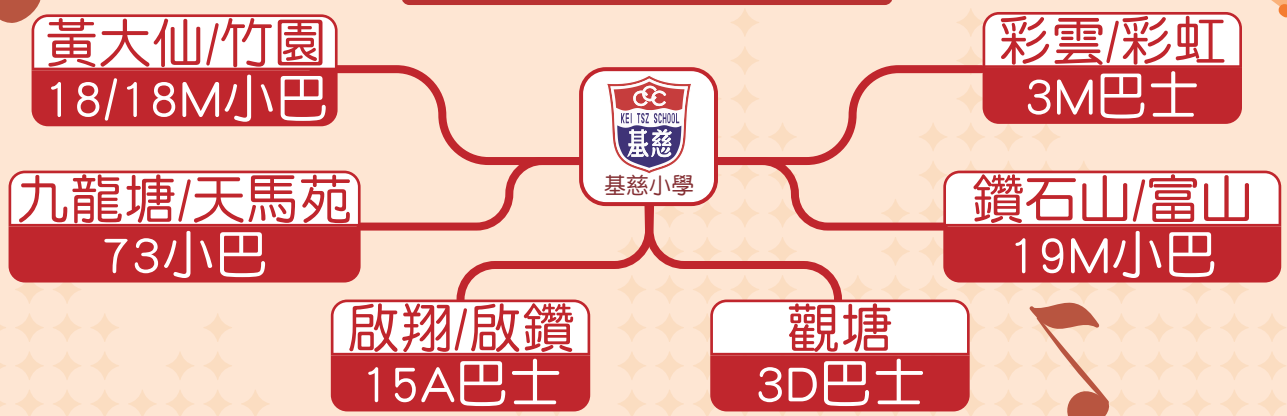 黃大仙/竹園
18/18M小巴
彩雲/彩虹
3M巴士
KEI TSZ SCHOOL
基慈
基慈小學
九龍塘/天馬苑
73小巴
鑽石山/富山
19M小巴
啟翔/啟鑽
15A巴士
觀塘
3D巴士